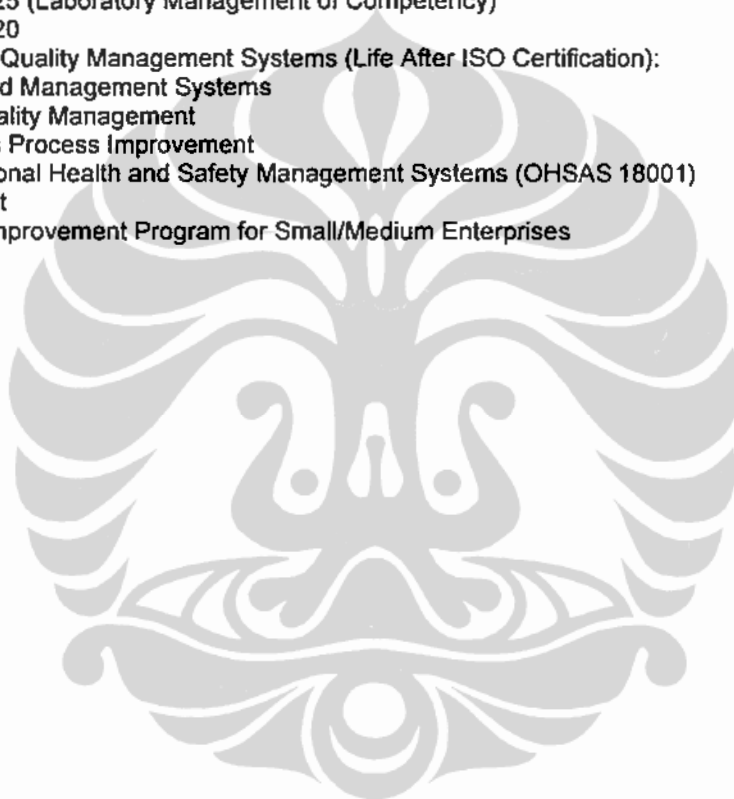 25 (Laboratory Management of Competency)
20
Quality Management Systems (Life After ISO Certification):
d Management Systems
ality Management
s Process Improvement
onal Health and Safety Management Systems (OHSAS 18001)
t
mprovement Program for Small/Medium Enterprises